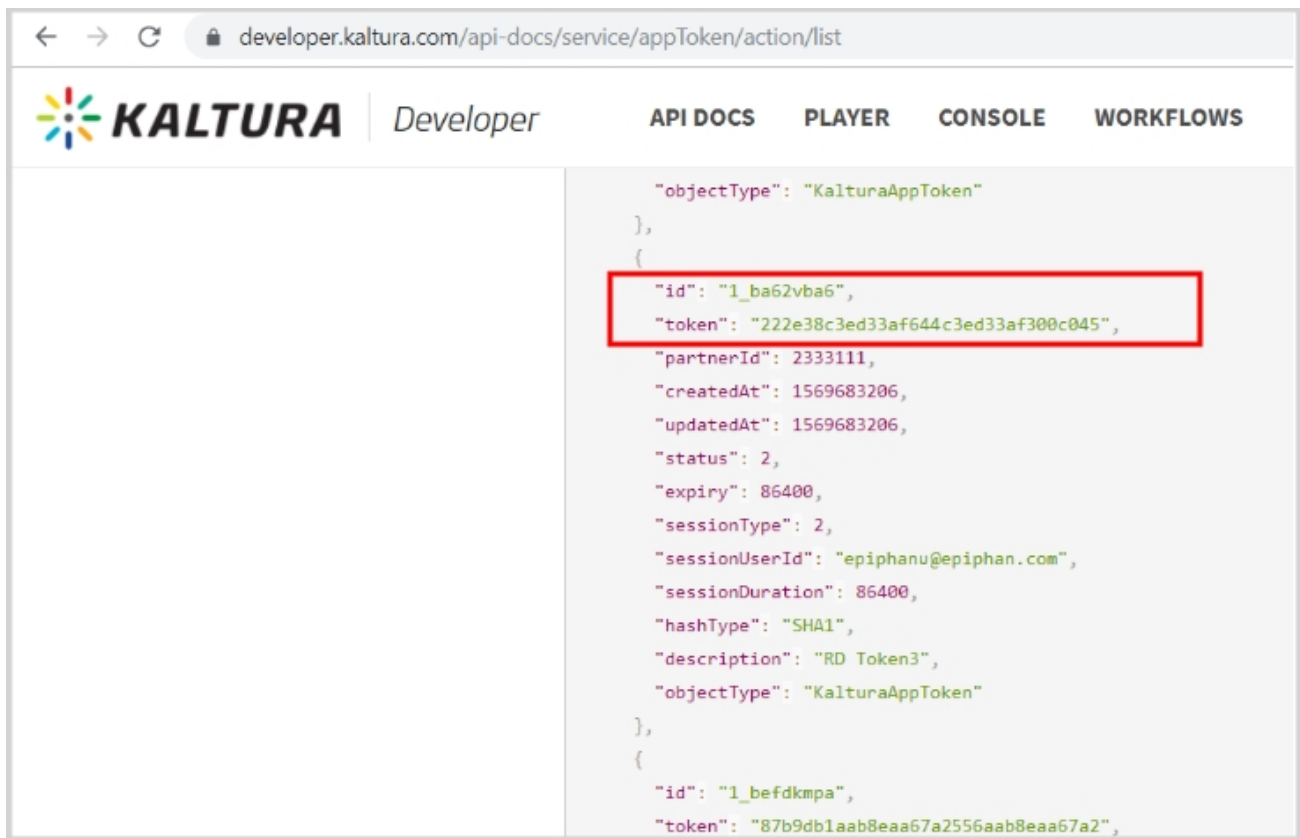 developer.kaltura.com/api-docs/service/appToken/action/list
KALTURA Developer API DOCS PLAYER CONSOLE WORKFLOWS
"objectType": "KalturaAppToken"
},
{
"id": "1_ba62vba6",
"token": "222e38c3ed33af644c3ed33af300c045",
"partnerId": 2333111,
"createdAt": 1569683206,
"updatedAt": 1569683206,
"status": 2,
"expiry": 86400,
"sessionType": 2,
"sessionUserId": "epiphanu@epiphan.com",
"sessionDuration": 86400,
"hashType": "SHA1",
"description": "RD Token3",
"objectType": "KalturaAppToken"
},
{
"id": "1_befdkmpa",
"token": "87b9db1aab8eaa67a2556aab8eaa67a2",